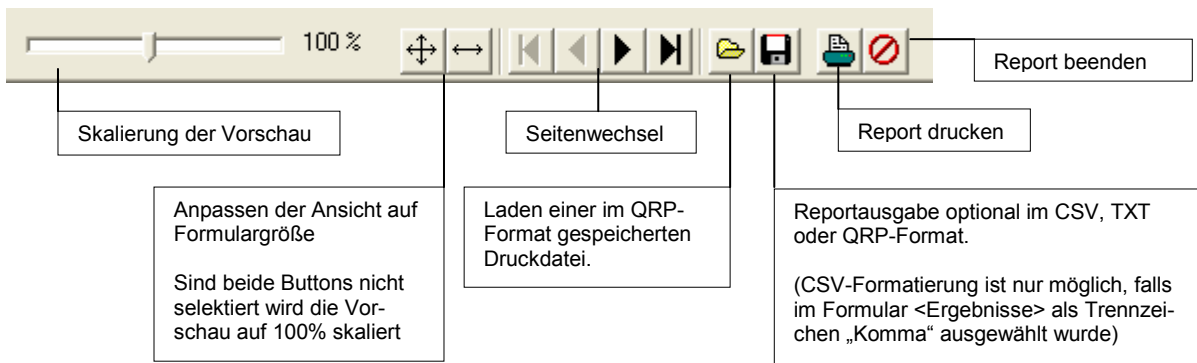 100 %
Report beenden
Skalierung der Vorschau
Seitenwechsel
Report drucken
Anpassen der Ansicht auf
Formulargröße
Sind beide Buttons nicht
selektiert wird die Vor-
schau auf 100% skaliert
Laden einer im QRP-
Format gespeicherten
Druckdatei.
Reportausgabe optional im CSV, TXT
oder QRP-Format.
(CSV-Formatierung ist nur möglich, falls
im Formular <Ergebnisse> als Trennzei-
chen „Komma“ ausgewählt wurde)